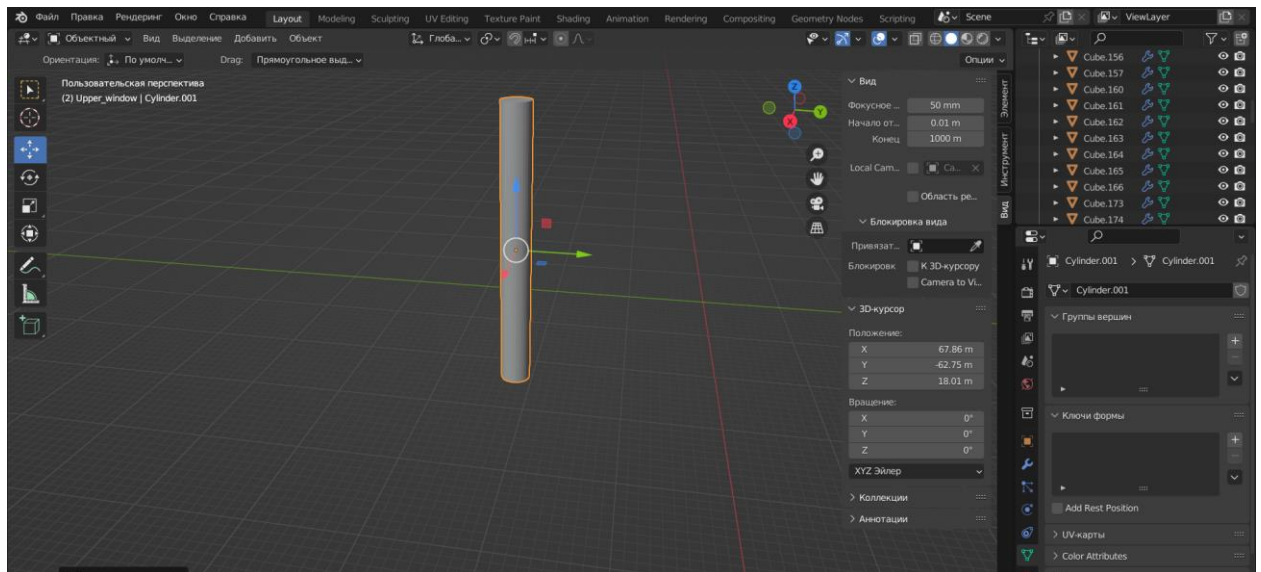 Файл Правка Рендеринг Окно Справка Layout Modeling Sculpting UV Editing Texture Paint Shading Animation Rendering Compositing Geometry Nodes Scripting Scene ViewLayer
Объектный Вид Выделение Добавить Объект Глоба...
Ориентация: По умолч... Drag: Прямоугольное выд... Опции
Пользовательская перспектива
(2) Upper_window | Cylinder.001
Z
Y
X
Вид
Фокусное ... 50 mm
Начало от... 0.01 m
Конец 1000 m
Local Cam... Ca...
Область ре...
Блокировка вида
Привязат...
Блокировк К 3D-курсору
Camera to Vi...
3D-курсор
Положение:
X 67.86 m
Y -62.75 m
Z 18.01 m
Вращение:
X 0°
Y 0°
Z 0°
XYZ Эйлер
Коллекции
Аннотации
Элемент
Инструмент
Вид
Cube.156
Cube.157
Cube.160
Cube.161
Cube.162
Cube.163
Cube.164
Cube.165
Cube.166
Cube.173
Cube.174
Cylinder.001 > Cylinder.001
Cylinder.001
Группы вершин
Ключи формы
Add Rest Position
UV-карты
Color Attributes